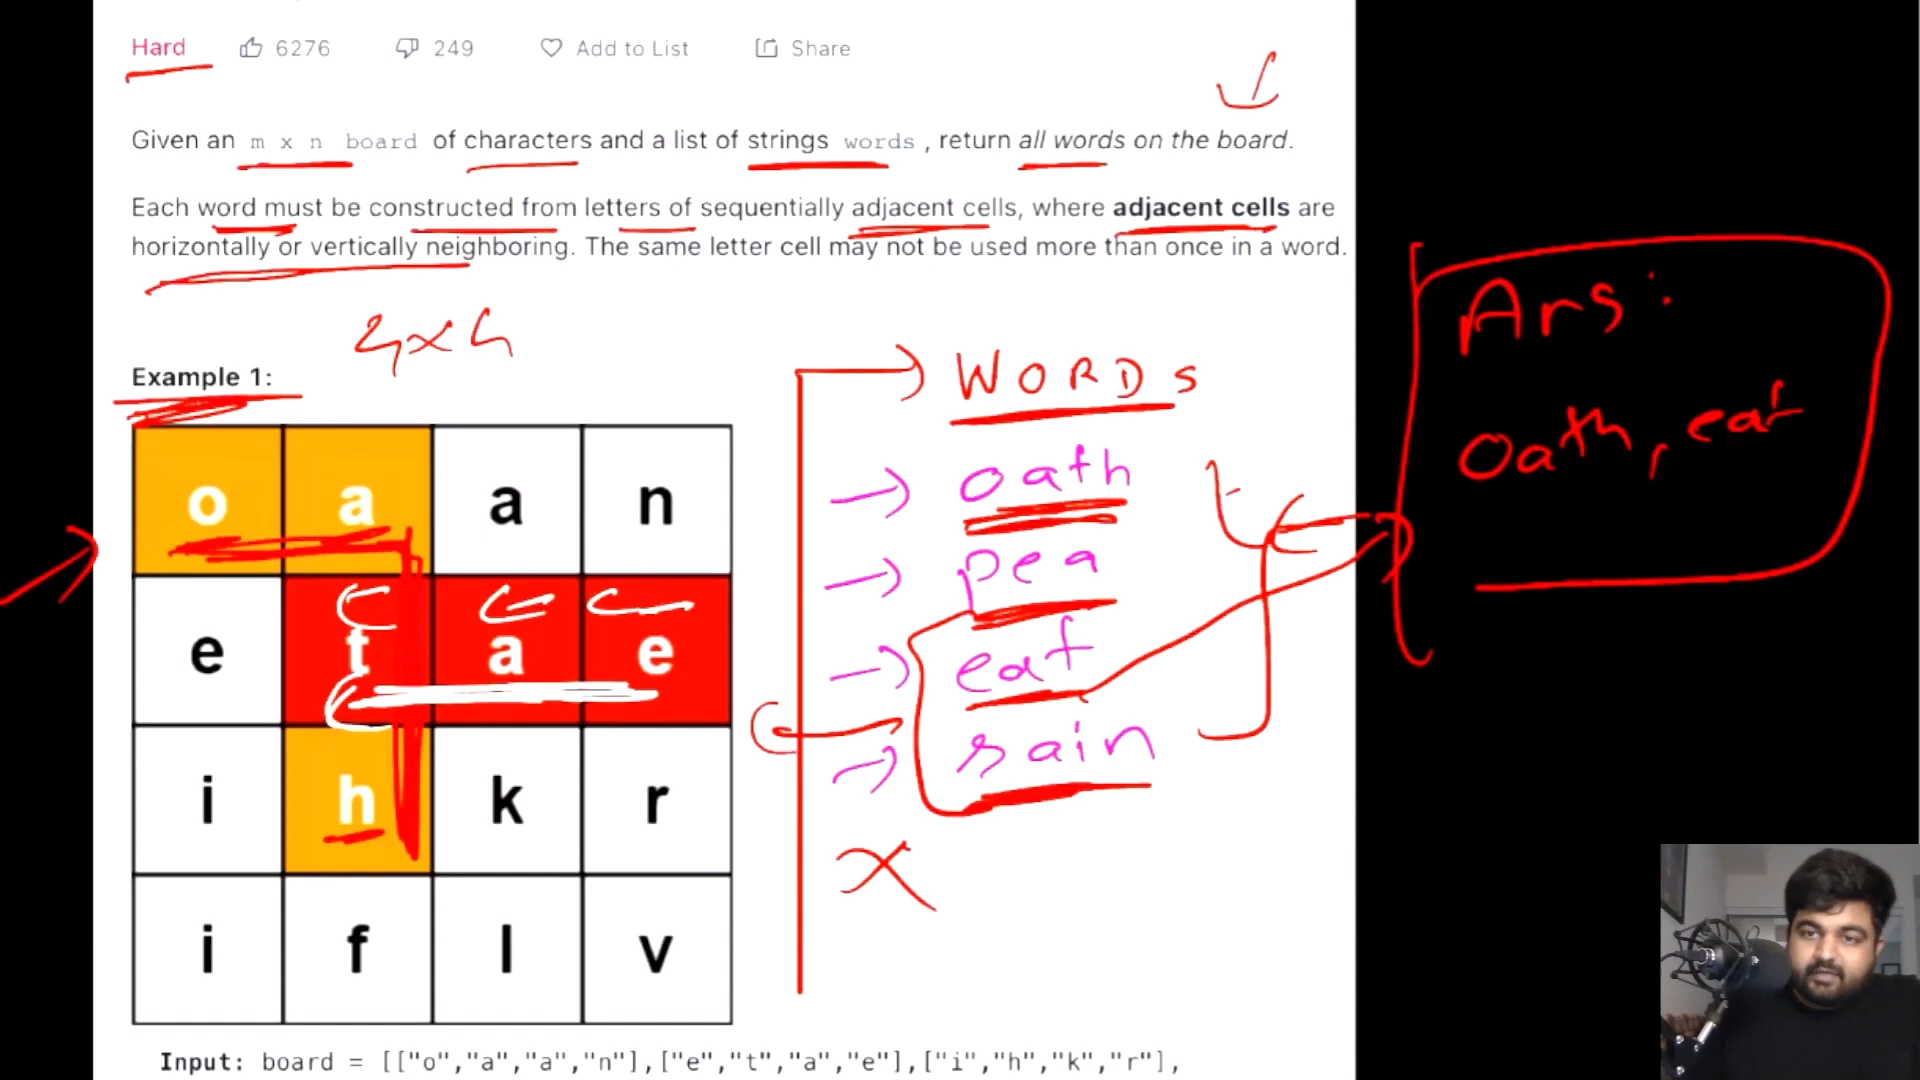 Hard 6276 249 Add to List Share
Given an m x n board of characters and a list of strings words , return all words on the board.
Each word must be constructed from letters of sequentially adjacent cells, where adjacent cells are
horizontally or vertically neighboring. The same letter cell may not be used more than once in a word.
4x4
Example 1:
o a a n
e t a e
i h k r
i f l v
WORDs
oath
pea
eat
rain
X
Ans:
oath, eat
Input: board = [["o","a","a","n"],["e","t","a","e"],["i","h","k","r"],